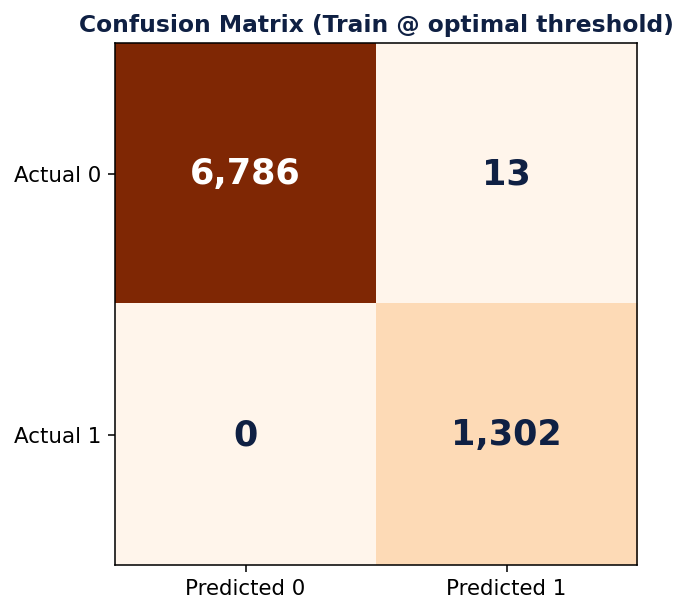 Confusion Matrix (Train @ optimal threshold)
Actual 0
6,786
13
Actual 1
0
1,302
Predicted 0
Predicted 1